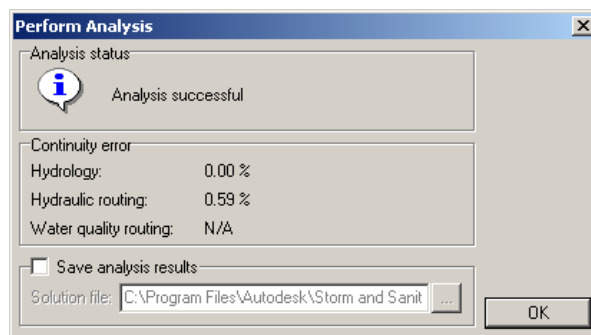 Perform Analysis
Analysis status
Analysis successful
Continuity error
Hydrology: 0.00 %
Hydraulic routing: 0.59 %
Water quality routing: N/A
Save analysis results
Solution file: C:\Program Files\Autodesk\Storm and Sanit ...
OK